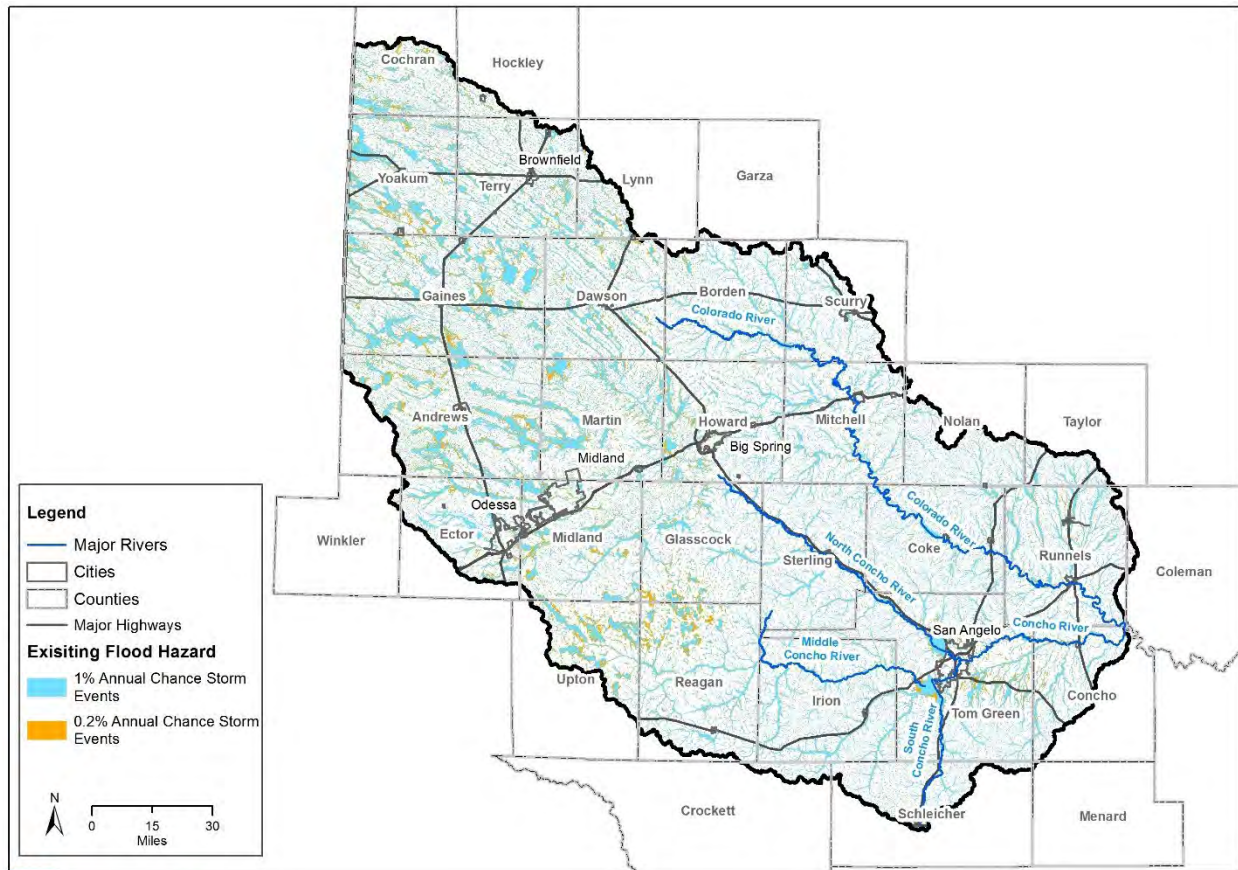 Cochran
Hockley
Brownfield
Yoakum
Terry
Lynn
Garza
Gaines
Dawson
Borden
Scurry
Colorado River
Andrews
Martin
Howard
Mitchell
Nolan
Taylor
Big Spring
Midland
Odessa
Winkler
Ector
Midland
Glasscock
Sterling
North Concho River
Colorado River
Coke
Runnels
Coleman
San Angelo
Concho River
Middle
Concho River
Upton
Reagan
Irion
South
Concho River
Tom Green
Concho
Crockett
Schleicher
Menard
Legend
Major Rivers
Cities
Counties
Major Highways
Exisiting Flood Hazard
1% Annual Chance Storm
Events
0.2% Annual Chance Storm
Events
N
0 15 30
Miles